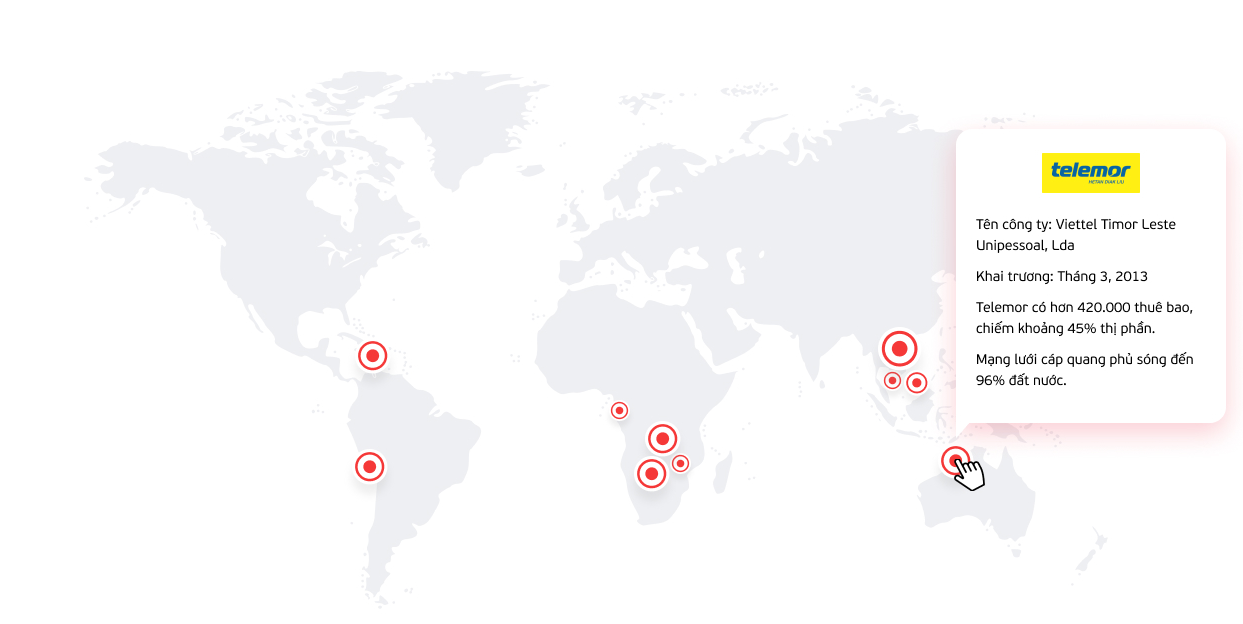 telemor
HETAN DIAK LIU
Tên công ty: Viettel Timor Leste
Unipessoal, Lda
Khai trương: Tháng 3, 2013
Telemor có hơn 420.000 thuê bao,
chiếm khoảng 45% thị phần.
Mạng lưới cáp quang phủ sóng đến
96% đất nước.